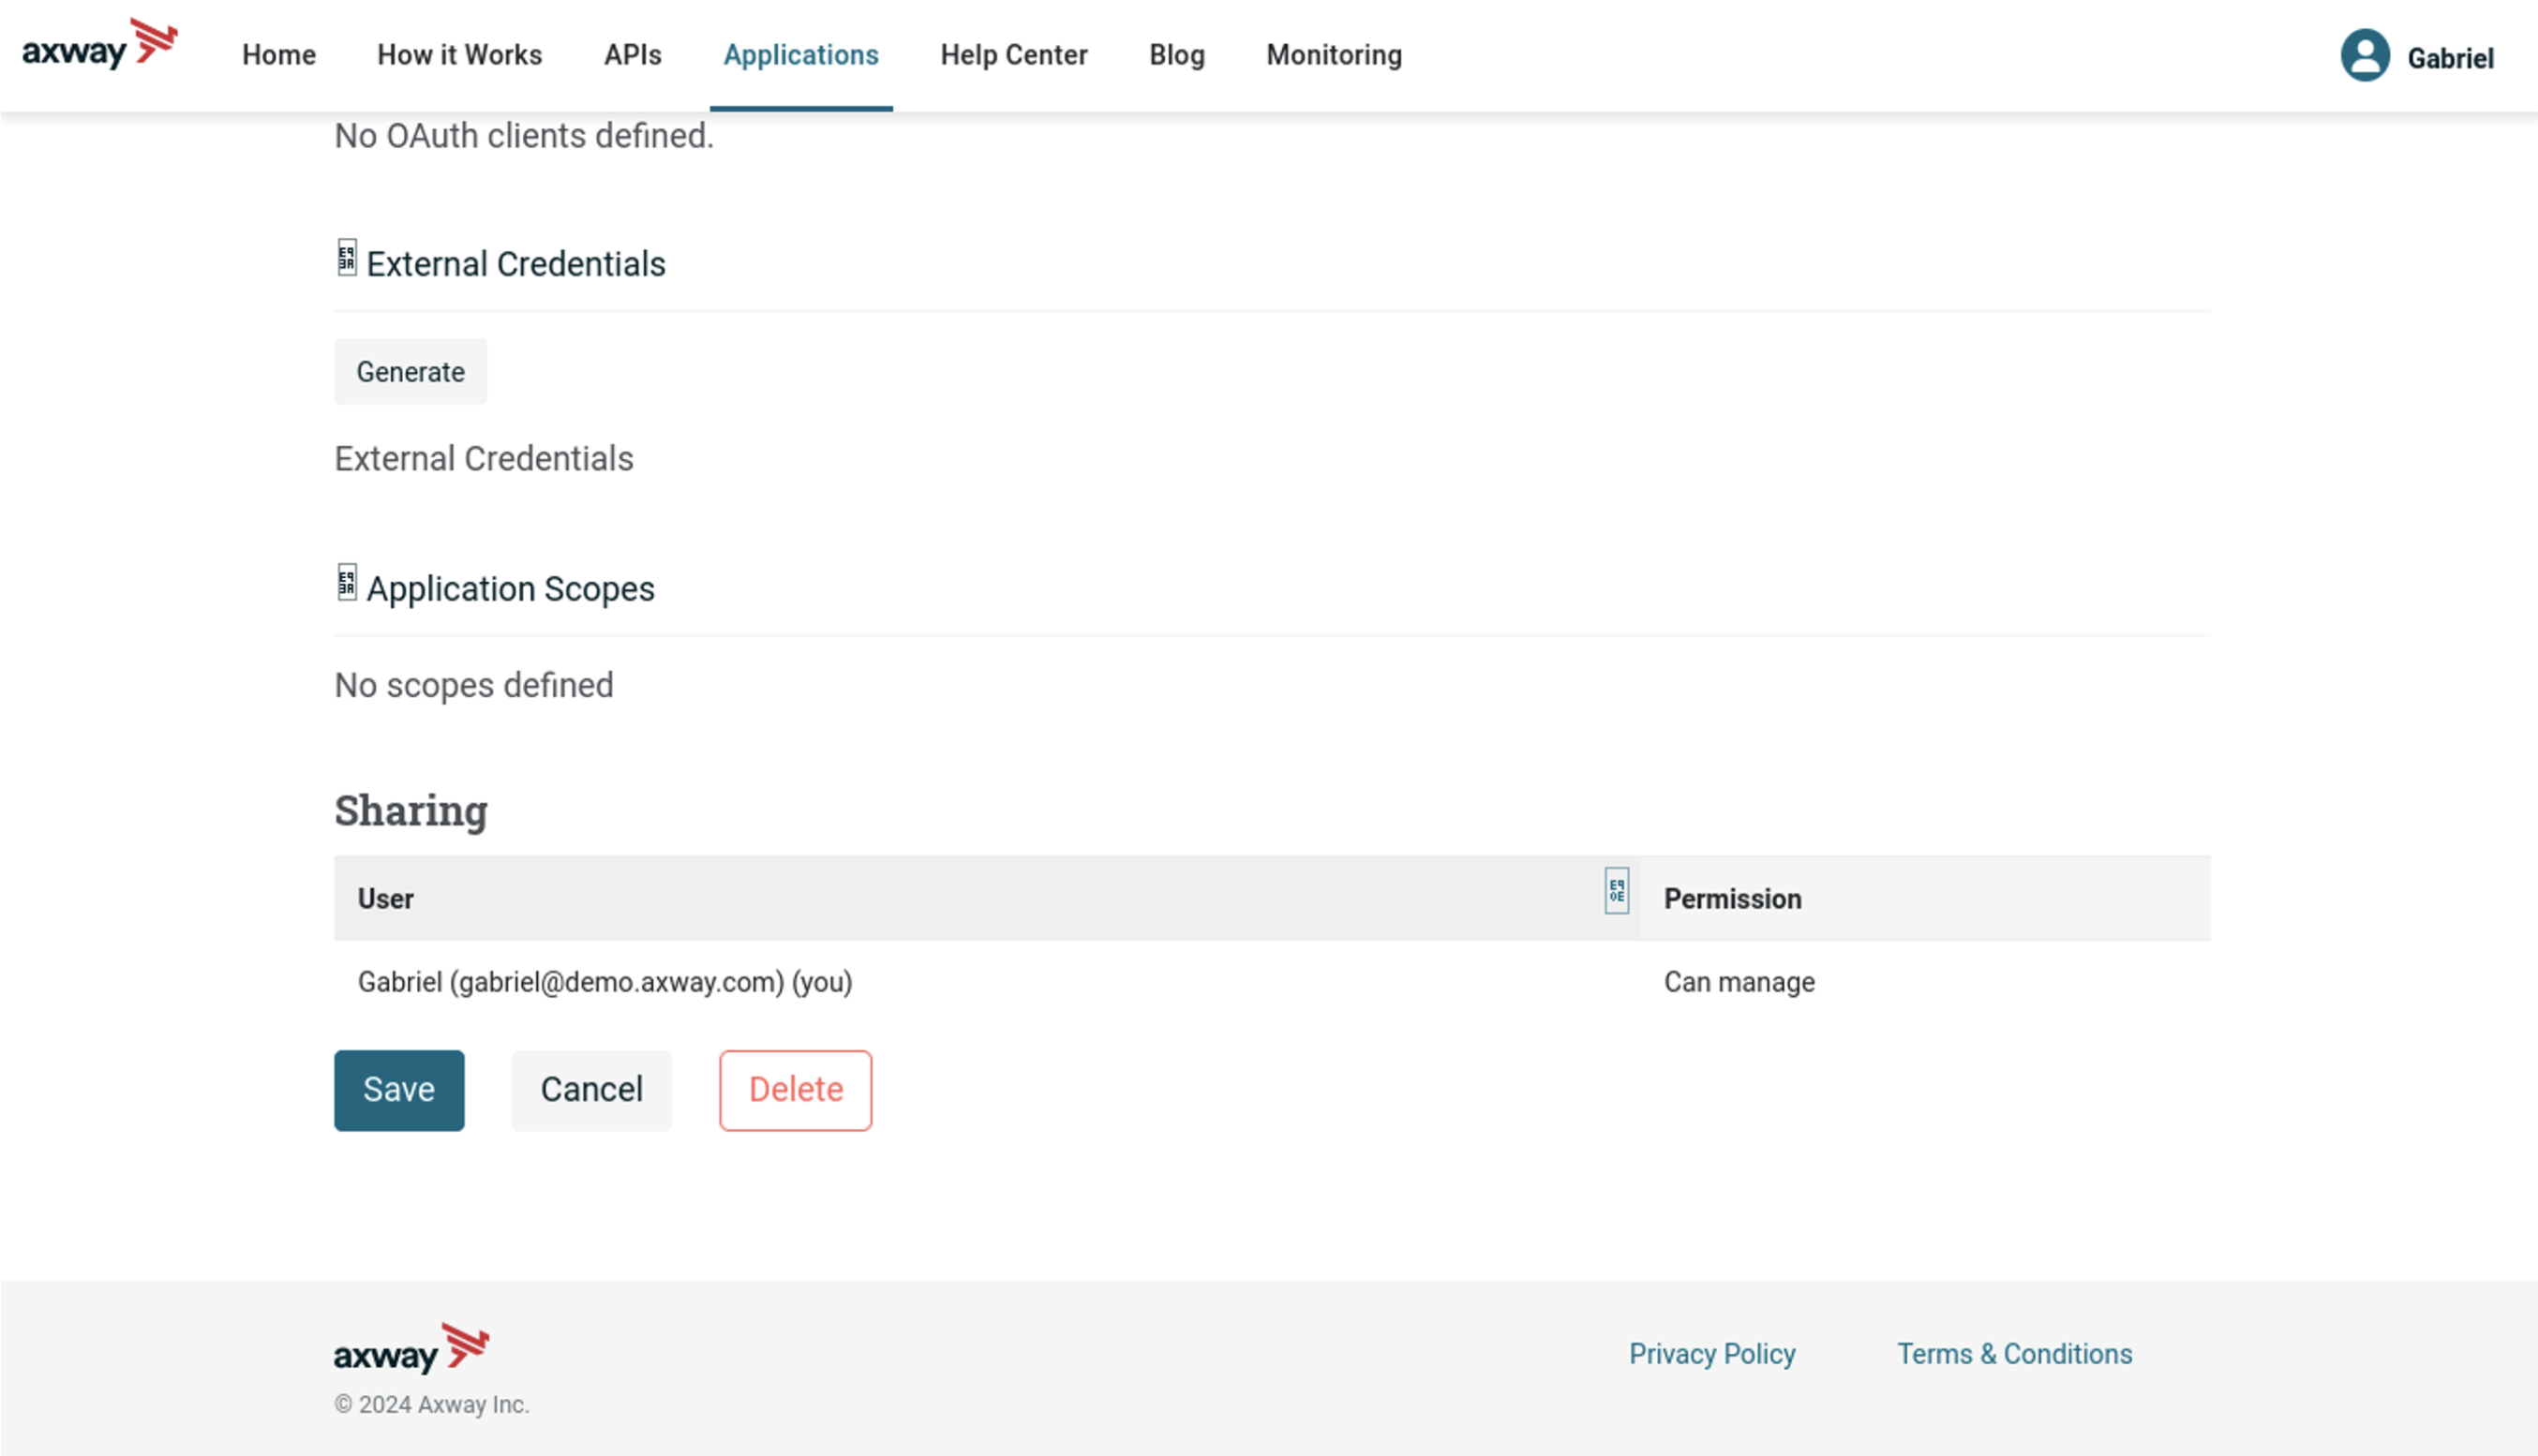 axway Home How it Works APIs Applications Help Center Blog Monitoring Gabriel
No OAuth clients defined.
External Credentials
Generate
External Credentials
Application Scopes
No scopes defined
Sharing
User Permission
Gabriel (gabriel@demo.axway.com) (you) Can manage
Save Cancel Delete
axway Privacy Policy Terms & Conditions
© 2024 Axway Inc.